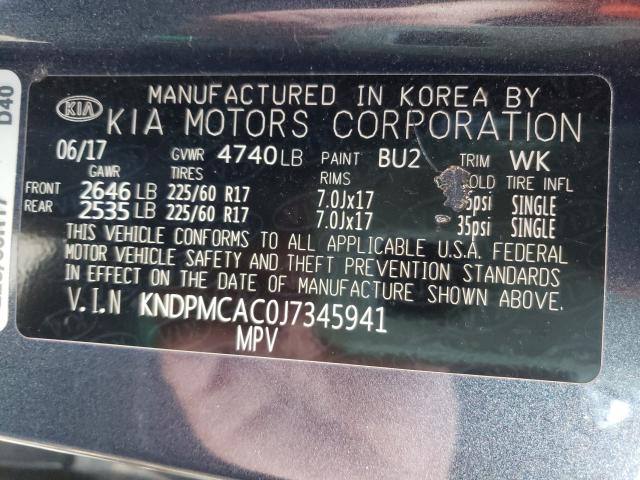 D40
MANUFACTURED IN KOREA BY
KIA KIA MOTORS CORPORATION
06/17 GVWR 4740 LB PAINT BU2 TRIM WK
GAWR TIRES RIMS TIRE INFL
FRONT 2646 LB 225/60 R17 7.0Jx17 SINGLE
REAR 2535 LB 225/60 R17 7.0Jx17 35psi SINGLE
THIS VEHICLE CONFORMS TO ALL APPLICABLE U.S.A. FEDERAL
MOTOR VEHICLE SAFETY AND THEFT PREVENTION STANDARDS
IN EFFECT ON THE DATE OF MANUFACTURE SHOWN ABOVE.
V.I.N KNDPMCAC0J7345941
MPV